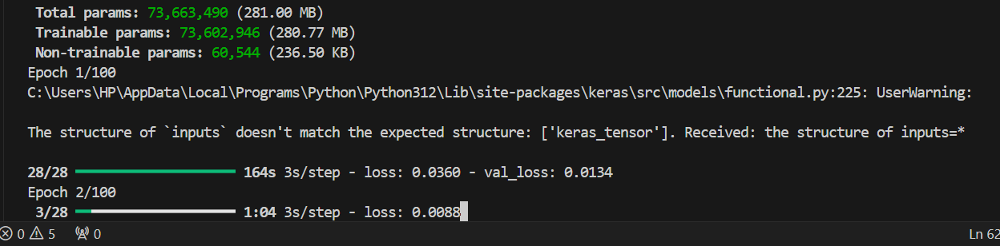 Total params: 73,663,490 (281.00 MB)
Trainable params: 73,602,946 (280.77 MB)
Non-trainable params: 60,544 (236.50 KB)
Epoch 1/100
C:\Users\HP\AppData\Local\Programs\Python\Python312\Lib\site-packages\keras\src\models\functional.py:225: UserWarning:
The structure of `inputs` doesn't match the expected structure: ['keras_tensor']. Received: the structure of inputs=*
28/28 164s 3s/step - loss: 0.0360 - val_loss: 0.0134
Epoch 2/100
3/28 1:04 3s/step - loss: 0.0088
0 5 0 Ln 62